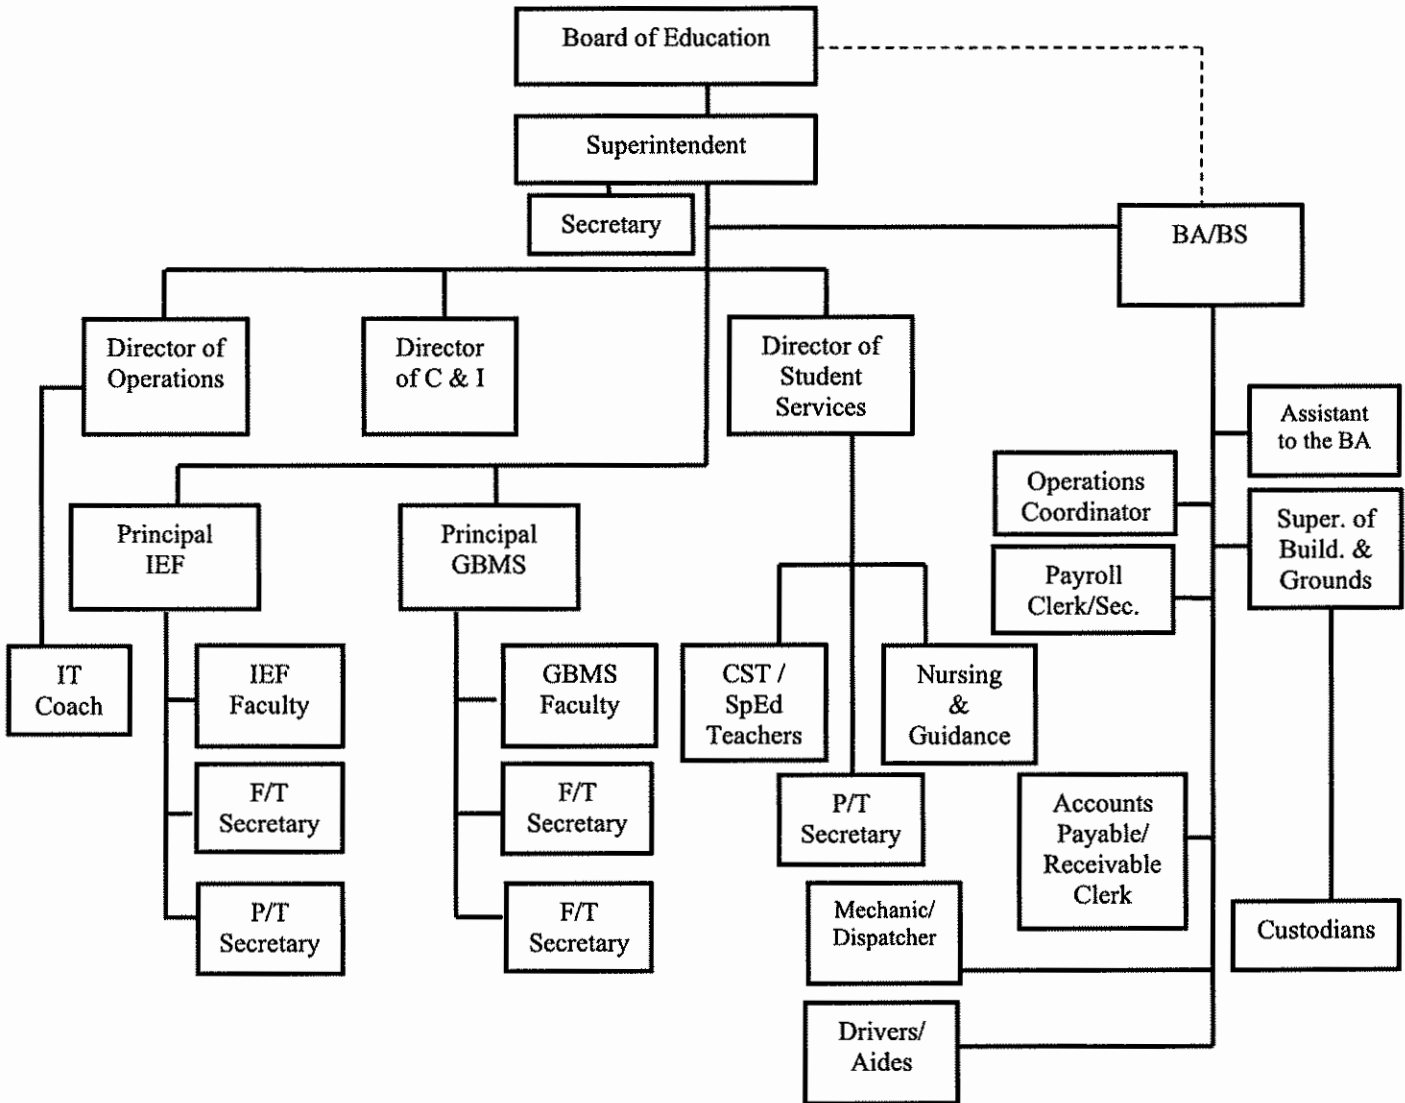 Board of Education
Superintendent
Secretary
BA/BS
Director of
Operations
Director
of C & I
Director of
Student
Services
Assistant
to the BA
Operations
Coordinator
Super. of
Build. &
Grounds
Principal
IEF
Principal
GBMS
Payroll
Clerk/Sec.
IT
Coach
IEF
Faculty
GBMS
Faculty
CST /
SpEd
Teachers
Nursing
&
Guidance
F/T
Secretary
F/T
Secretary
P/T
Secretary
Accounts
Payable/
Receivable
Clerk
P/T
Secretary
F/T
Secretary
Mechanic/
Dispatcher
Custodians
Drivers/
Aides